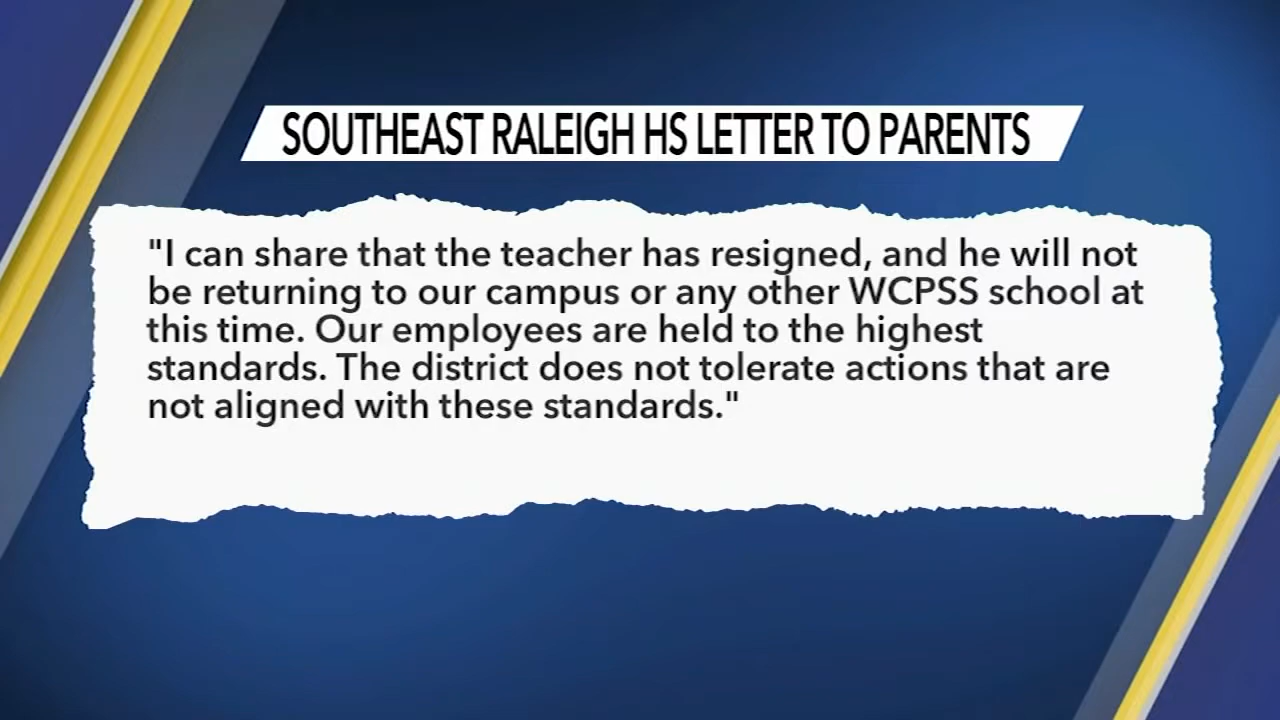 SOUTHEAST RALEIGH HS LETTER TO PARENTS
"I can share that the teacher has resigned, and he will not
be returning to our campus or any other WCPSS school at
this time. Our employees are held to the highest
standards. The district does not tolerate actions that are
not aligned with these standards."